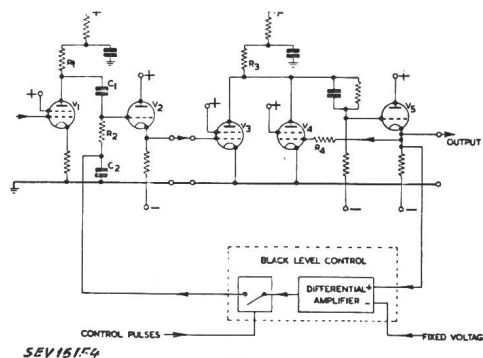 R1
C1
V1
V2
R2
C2
R3
V3
V4
R4
V5
OUTPUT
BLACK LEVEL CONTROL
DIFFERENTIAL
AMPLIFIER
CONTROL PULSES
FIXED VOLTAG